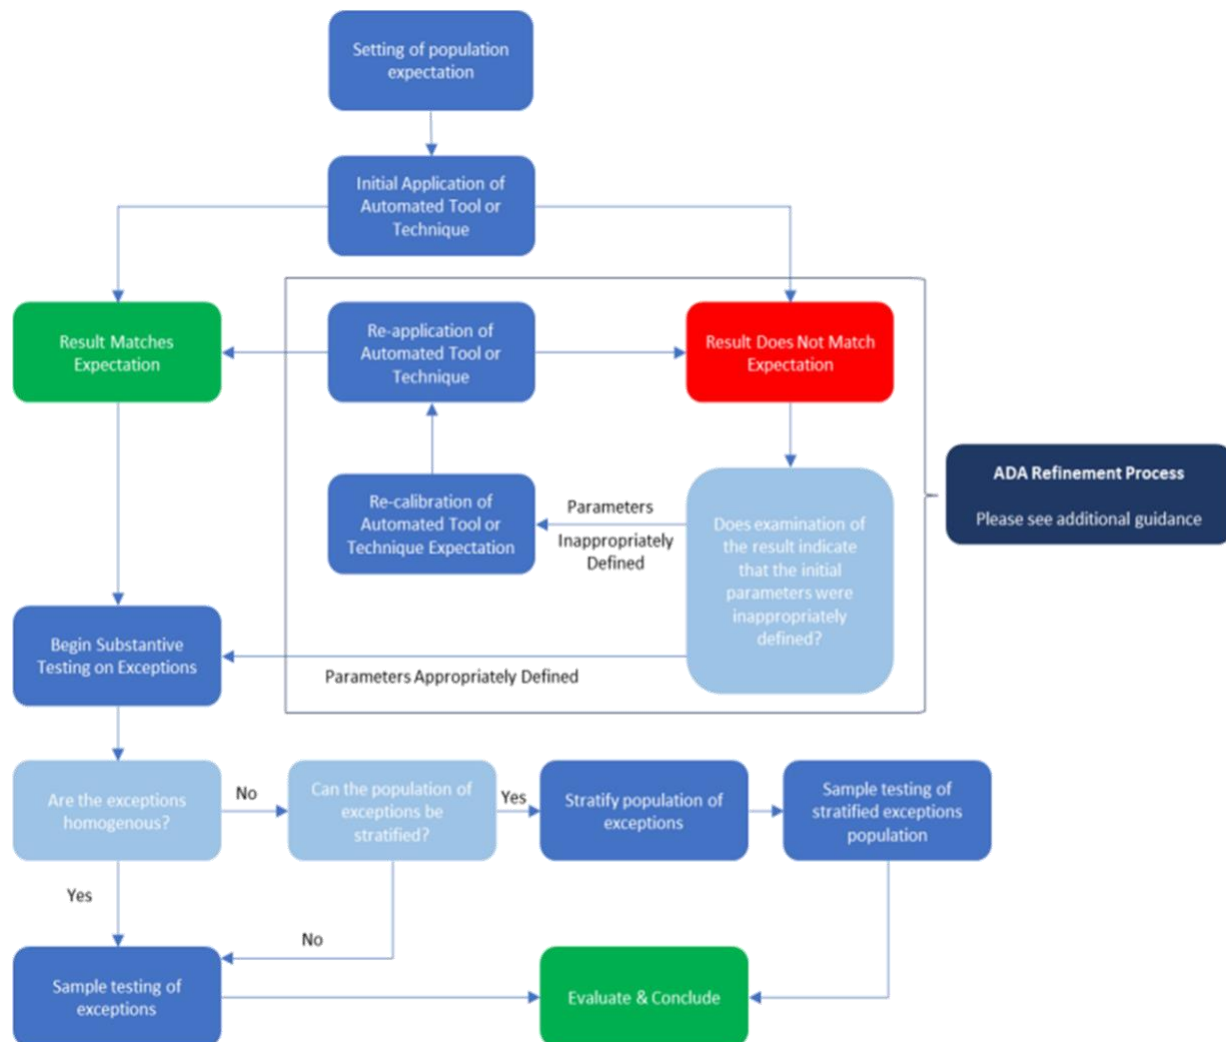 Setting of population
expectation
Initial Application of
Automated Tool or
Technique
Result Matches
Expectation
Re-application of
Automated Tool or
Technique
Result Does Not Match
Expectation
Re-calibration of
Automated Tool or
Technique Expectation
Parameters
Inappropriately
Defined
Does examination of
the result indicate
that the initial
parameters were
inappropriately
defined?
ADA Refinement Process
Please see additional guidance
Begin Substantive
Testing on Exceptions
Parameters Appropriately Defined
Are the exceptions
homogenous?
No
Can the population of
exceptions be
stratified?
Yes
Stratify population of
exceptions
Sample testing of
stratified exceptions
population
Yes
No
Sample testing of
exceptions
Evaluate & Conclude